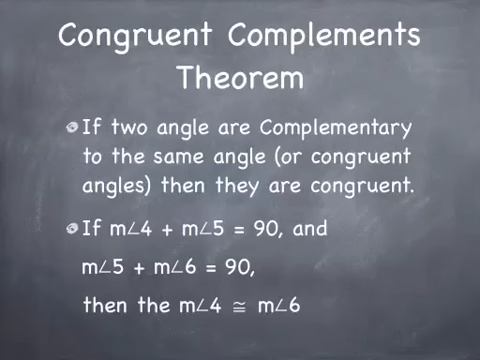 Congruent Complements
Theorem
If two angle are Complementary
to the same angle (or congruent
angles) then they are congruent.
If m∠4 + m∠5 = 90, and
m∠5 + m∠6 = 90,
then the m∠4 ≅ m∠6